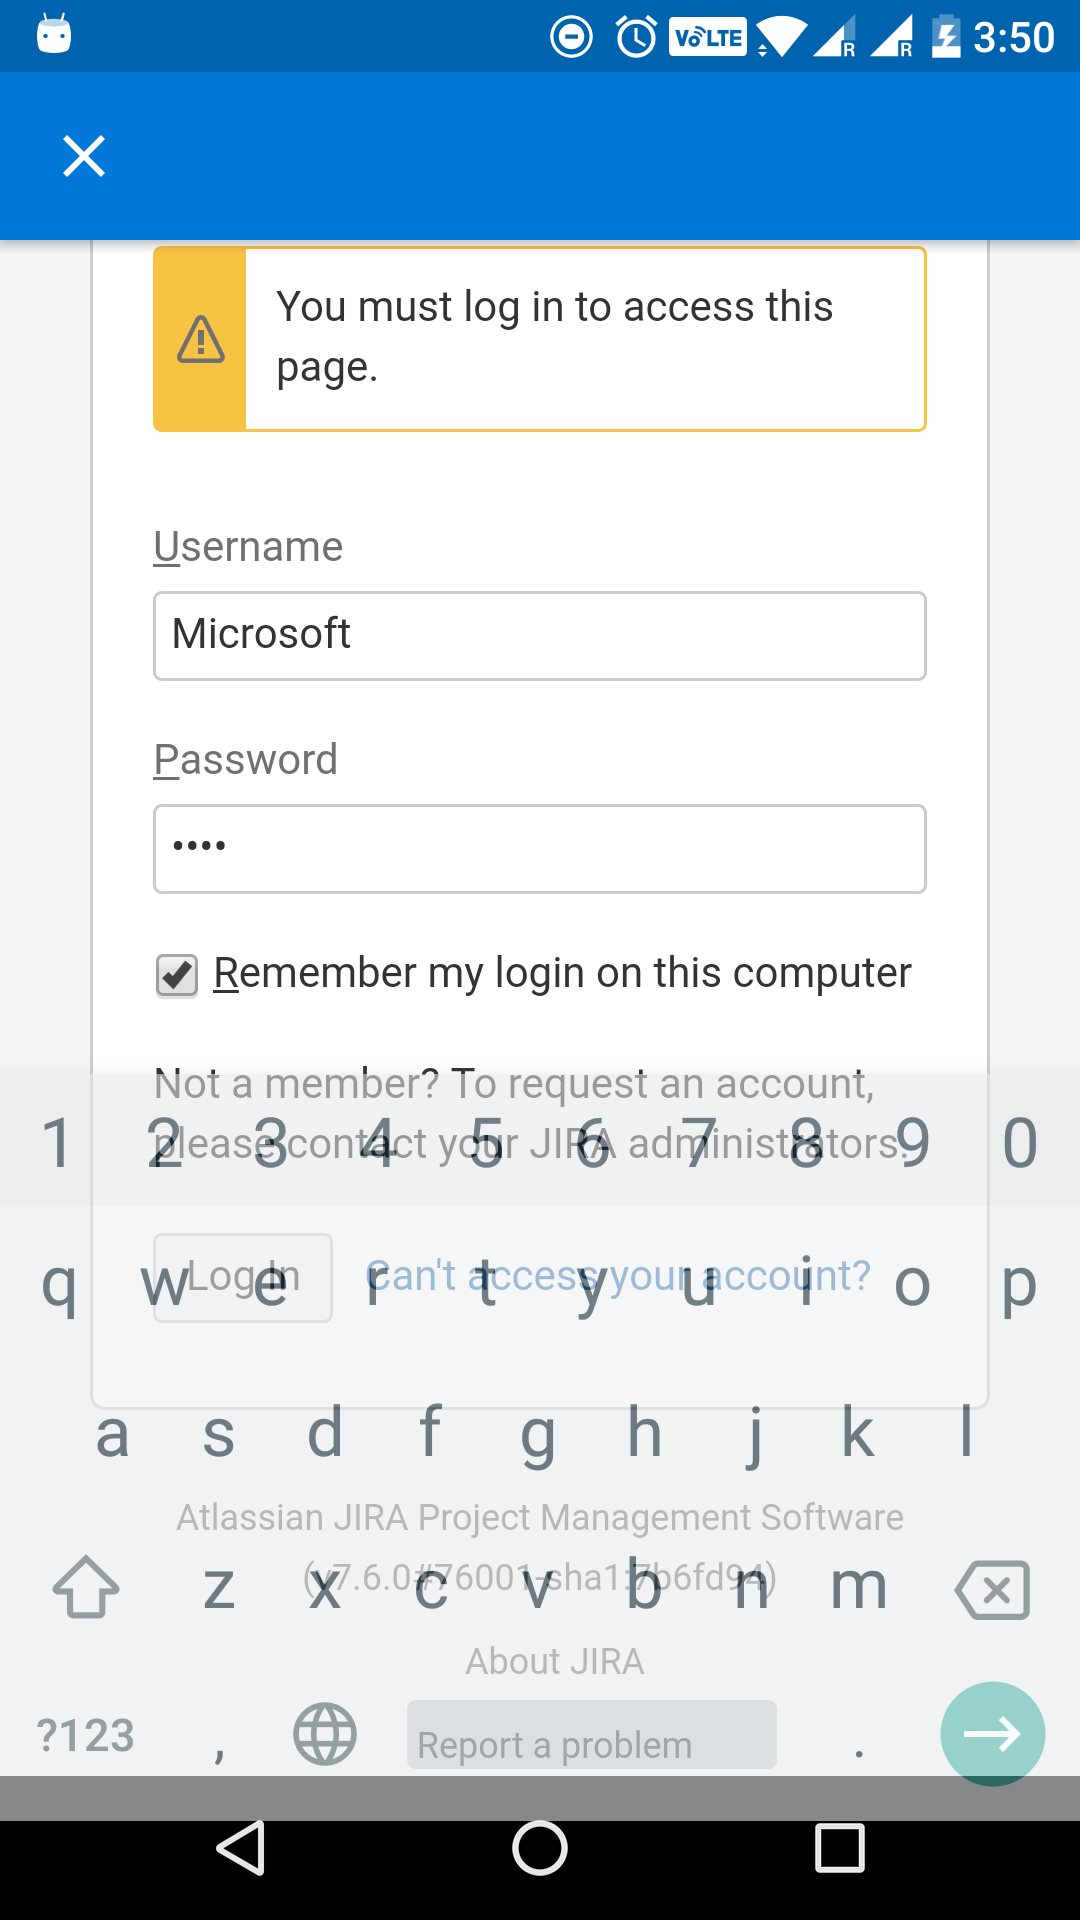 VoLTE R R 3:50
You must log in to access this
page.
Username
Microsoft
Password
••••
Remember my login on this computer
Not a member? To request an account,
please contact your JIRA administrators.
1 2 3 4 5 6 7 8 9 0
Log In Can't access your account?
q w e r t y u i o p
a s d f g h j k l
Atlassian JIRA Project Management Software
(v7.6.0#76001-sha1:7b6fd94)
z x c v b n m
About JIRA
?123 , Report a problem .